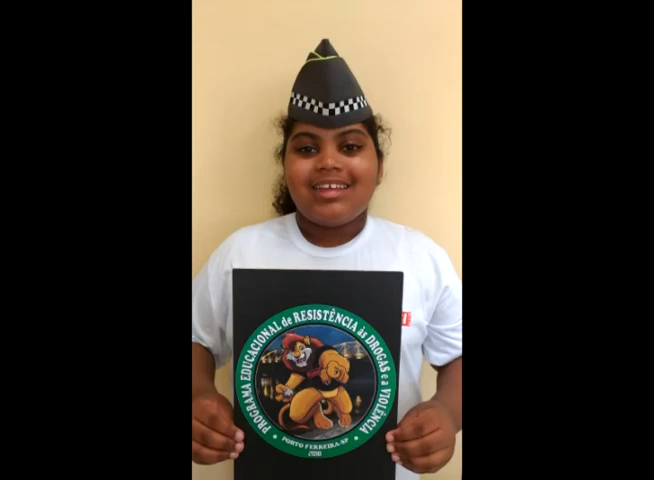 PROGRAMA EDUCACIONAL de RESISTÊNCIA às DROGAS e a VIOLÊNCIA
PORTO FERREIRA-SP